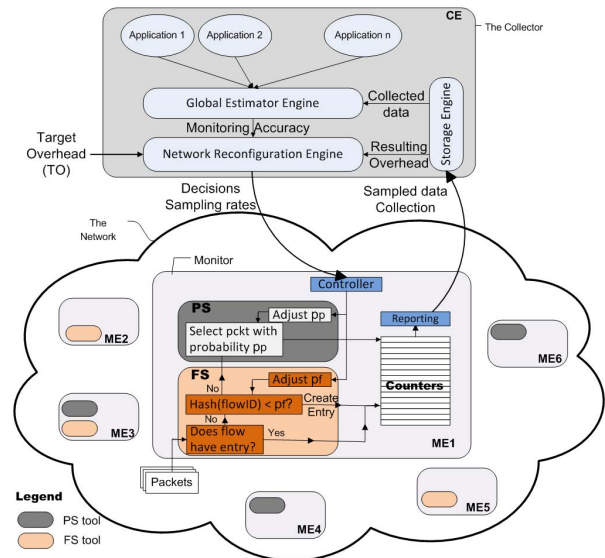 CE
The Collector
Application 1
Application 2
Application n
Global Estimator Engine
Collected
data
Storage Engine
Monitoring Accuracy
Target
Overhead
(TO)
Network Reconfiguration Engine
Resulting
Overhead
Decisions
Sampling rates
Sampled data
Collection
The
Network
Monitor
Controller
PS
Adjust pp
Select pckt with
probability pp
Reporting
ME2
ME6
FS
Adjust pf
No
Hash(flowID) < pf?
Create
Entry
Counters
No
Does flow
have entry?
Yes
ME3
ME1
Packets
Legend
PS tool
FS tool
ME4
ME5